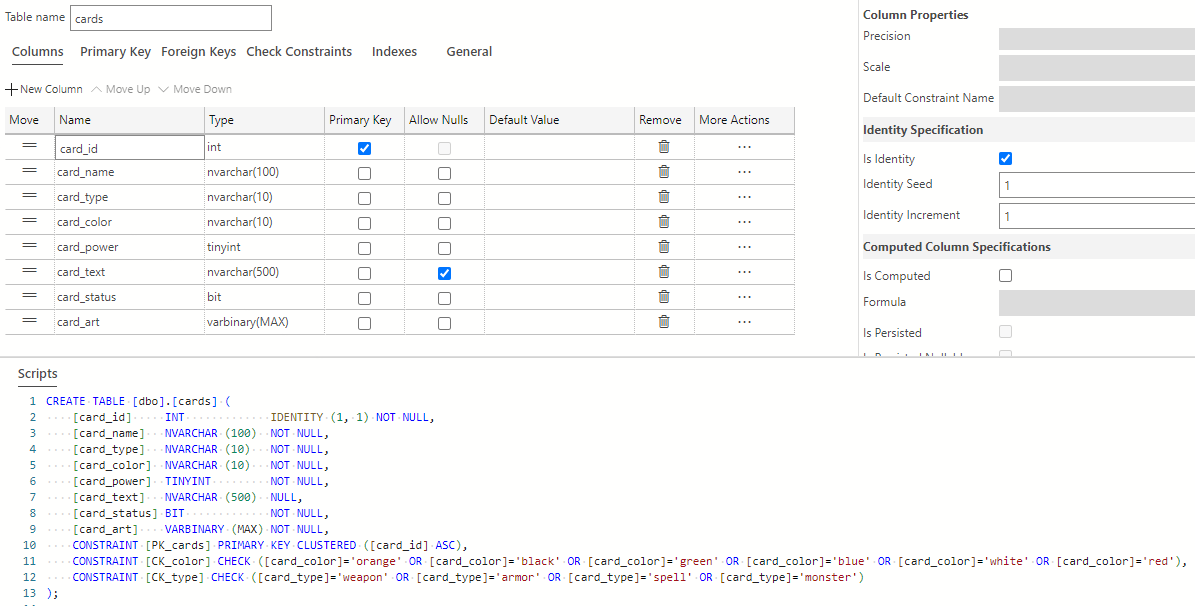 Table name cards
Columns Primary Key Foreign Keys Check Constraints Indexes General
New Column Move Up Move Down
Move Name Type Primary Key Allow Nulls Default Value Remove More Actions
card_id int ...
card_name nvarchar(100) ...
card_type nvarchar(10) ...
card_color nvarchar(10) ...
card_power tinyint ...
card_text nvarchar(500) ...
card_status bit ...
card_art varbinary(MAX) ...
Column Properties
Precision
Scale
Default Constraint Name
Identity Specification
Is Identity
Identity Seed 1
Identity Increment 1
Computed Column Specifications
Is Computed
Formula
Is Persisted
Scripts
1 CREATE TABLE [dbo].[cards] (
2 [card_id] INT IDENTITY (1, 1) NOT NULL,
3 [card_name] NVARCHAR (100) NOT NULL,
4 [card_type] NVARCHAR (10) NOT NULL,
5 [card_color] NVARCHAR (10) NOT NULL,
6 [card_power] TINYINT NOT NULL,
7 [card_text] NVARCHAR (500) NULL,
8 [card_status] BIT NOT NULL,
9 [card_art] VARBINARY (MAX) NOT NULL,
10 CONSTRAINT [PK_cards] PRIMARY KEY CLUSTERED ([card_id] ASC),
11 CONSTRAINT [CK_color] CHECK ([card_color]='orange' OR [card_color]='black' OR [card_color]='green' OR [card_color]='blue' OR [card_color]='white' OR [card_color]='red'),
12 CONSTRAINT [CK_type] CHECK ([card_type]='weapon' OR [card_type]='armor' OR [card_type]='spell' OR [card_type]='monster')
13 );